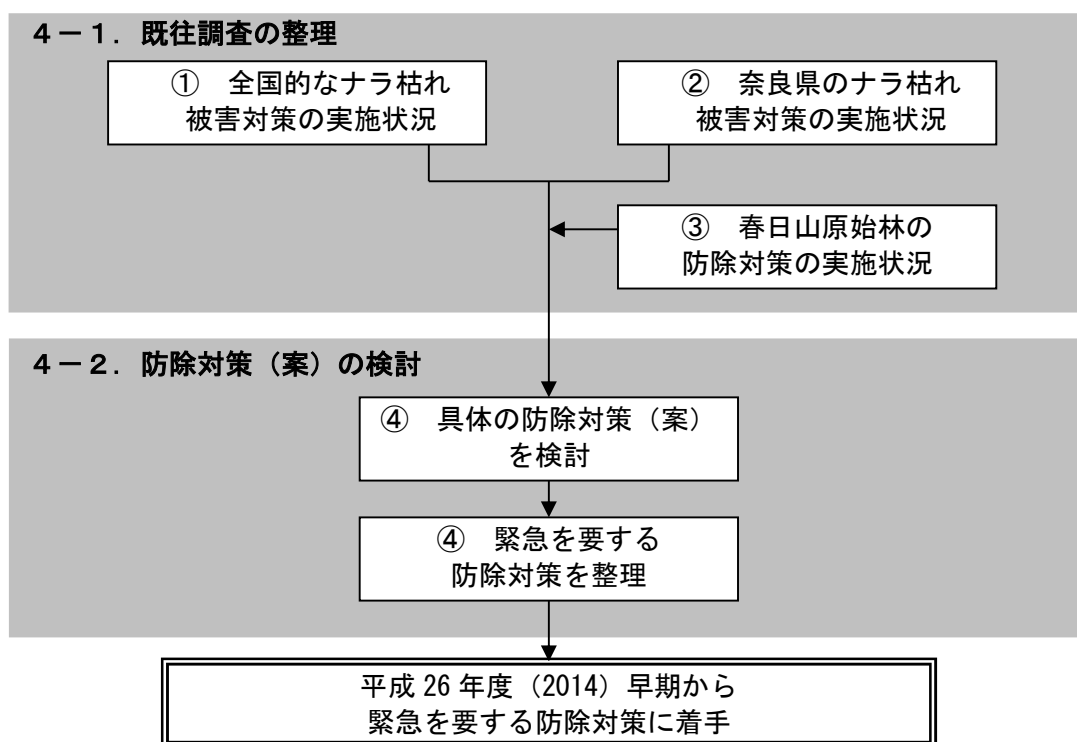 ４－１．既往調査の整理
① 全国的なナラ枯れ
被害対策の実施状況
② 奈良県のナラ枯れ
被害対策の実施状況
③ 春日山原始林の
防除対策の実施状況
４－２．防除対策（案）の検討
④ 具体の防除対策（案）
を検討
④ 緊急を要する
防除対策を整理
平成 26 年度（2014）早期から
緊急を要する防除対策に着手